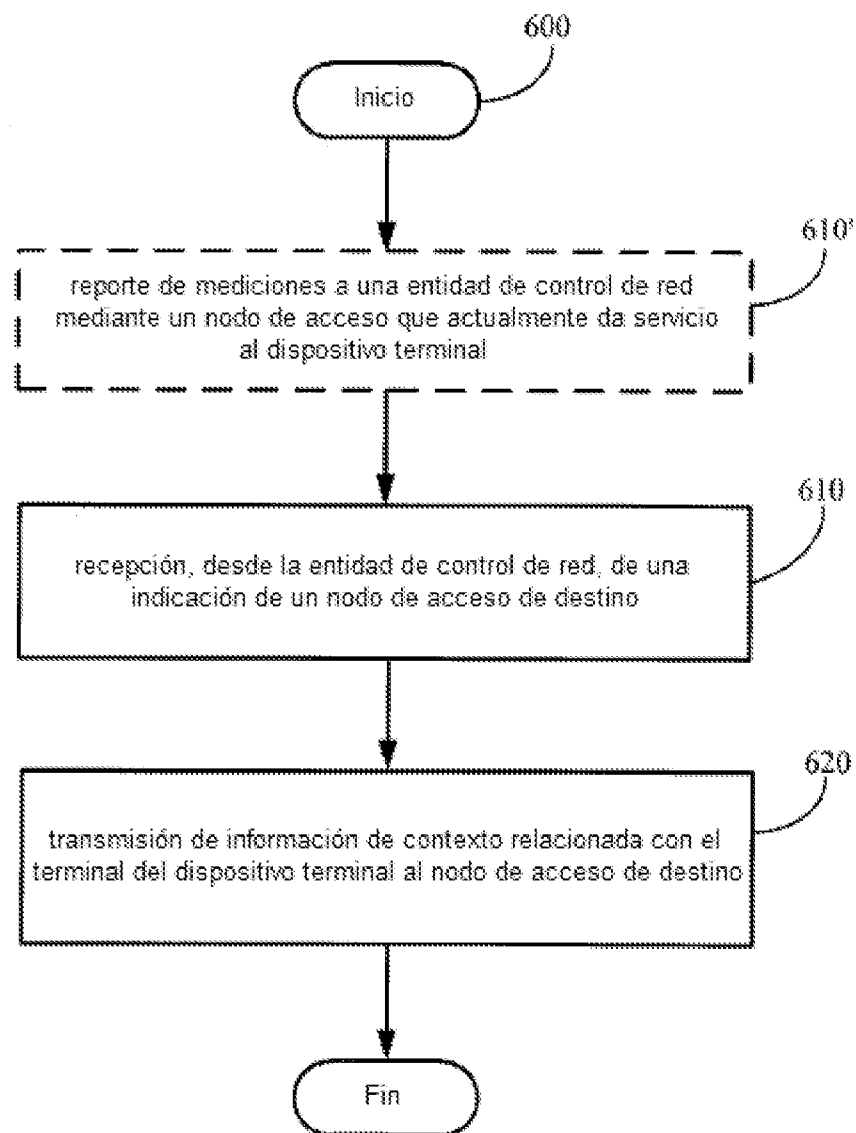 600
Inicio
610'
reporte de mediciones a una entidad de control de red
mediante un nodo de acceso que actualmente da servicio
al dispositivo terminal
610
recepción, desde la entidad de control de red, de una
indicación de un nodo de acceso de destino
620
transmisión de información de contexto relacionada con el
terminal del dispositivo terminal al nodo de acceso de destino
Fin